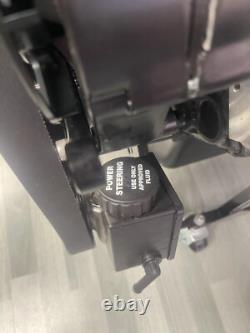 POWER
STEERING
USE ONLY
APPROVED
FLUID